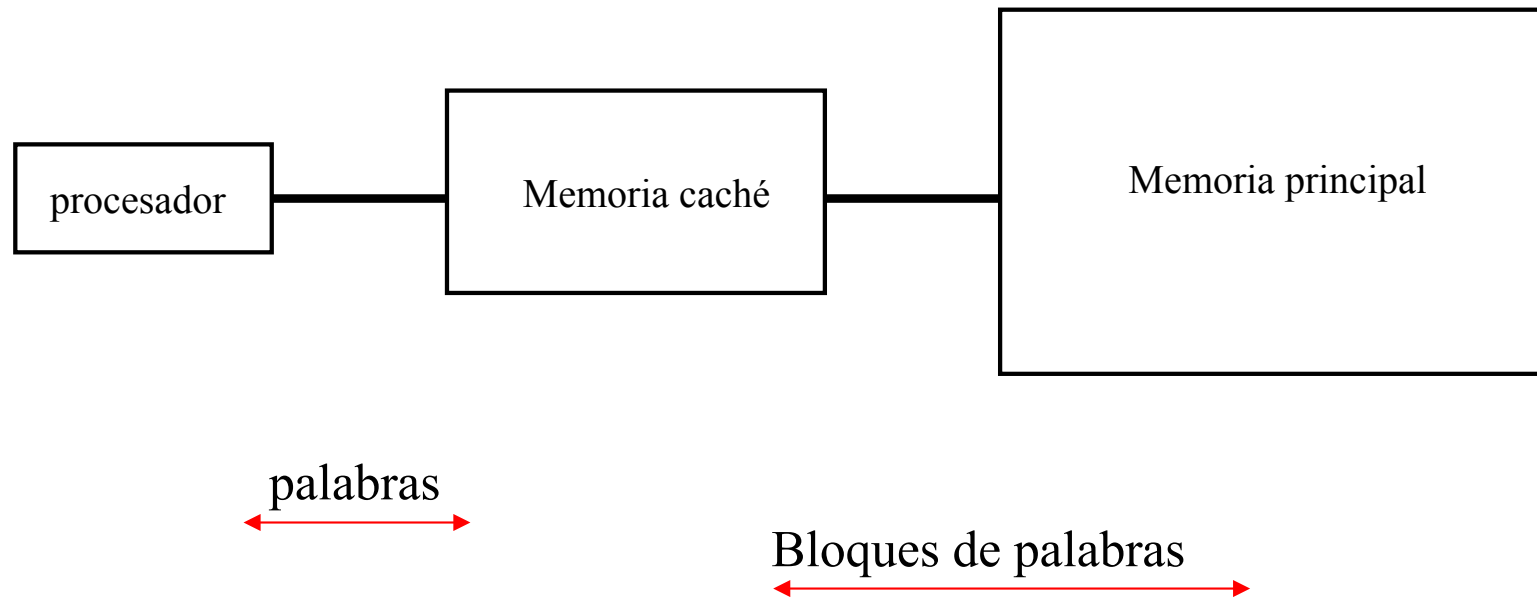 procesador
Memoria caché
Memoria principal
palabras
Bloques de palabras